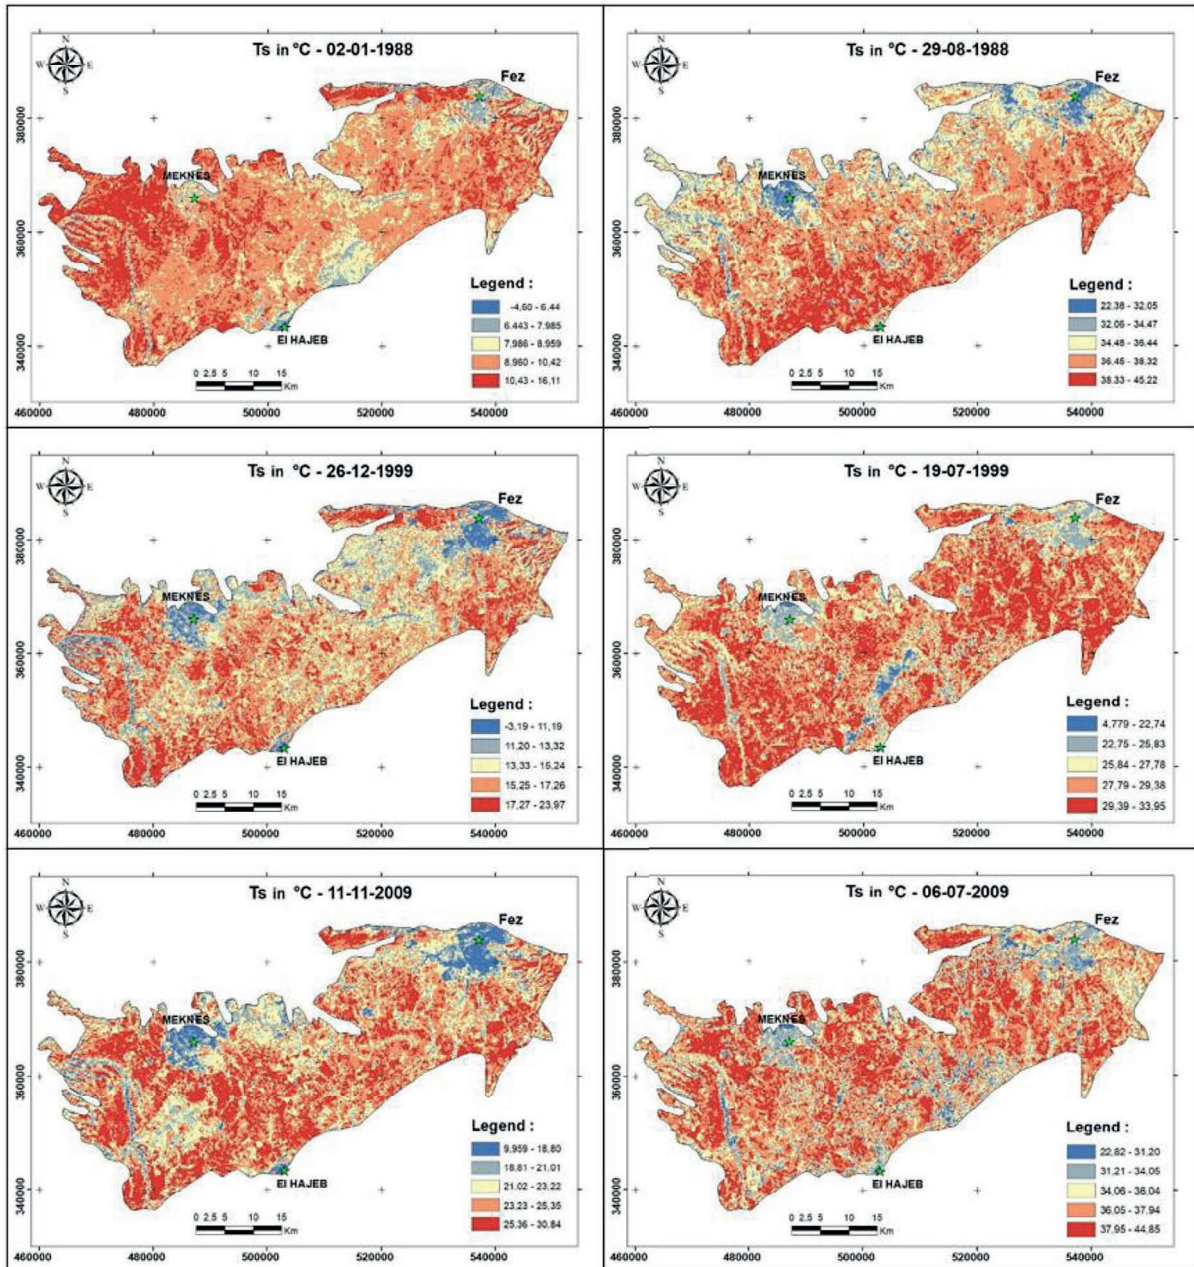 Ts in °C - 02-01-1988
N
W E
S
Fez
MEKNES
El HAJEB
Legend :
-4,60 - 6.44
6.443 - 7,985
7,986 - 8,959
8,960 - 10,42
10,43 - 16,11
0 2.5 5 10 15
Km
380000
360000
340000
460000 480000 500000 520000 540000
Ts in °C - 29-08-1988
N
W E
S
Fez
MEKNES
El HAJEB
Legend :
22.38 - 32.05
32.06 - 34.47
34.48 - 36.44
36.45 - 38.32
38.33 - 45.22
0 2.5 5 10 15
Km
380000
360000
340000
460000 480000 500000 520000 540000
Ts in °C - 26-12-1999
N
W E
S
Fez
MEKNES
El HAJEB
Legend :
-3,19 - 11,19
11,20 - 13,32
13,33 - 15,24
15,25 - 17,26
17,27 - 23,97
0 2.5 5 10 15
Km
380000
360000
340000
460000 480000 500000 520000 540000
Ts in °C - 19-07-1999
N
W E
S
Fez
MEKNES
El HAJEB
Legend :
4,779 - 22,74
22,75 - 25,83
25,84 - 27,78
27,79 - 29,38
29,39 - 33,95
0 2.5 5 10 15
Km
380000
360000
340000
460000 480000 500000 520000 540000
Ts in °C - 11-11-2009
N
W E
S
Fez
MEKNES
El HAJEB
Legend :
9,959 - 18,80
18,81 - 21,01
21,02 - 23,22
23,23 - 25,35
25,36 - 30,84
0 2.5 5 10 15
Km
380000
360000
340000
460000 480000 500000 520000 540000
Ts in °C - 06-07-2009
N
W E
S
Fez
MEKNES
El HAJEB
Legend :
22,82 - 31,20
31,21 - 34,05
34,06 - 36,04
36,05 - 37,94
37,95 - 44,85
0 2.5 5 10 15
Km
380000
360000
340000
460000 480000 500000 520000 540000